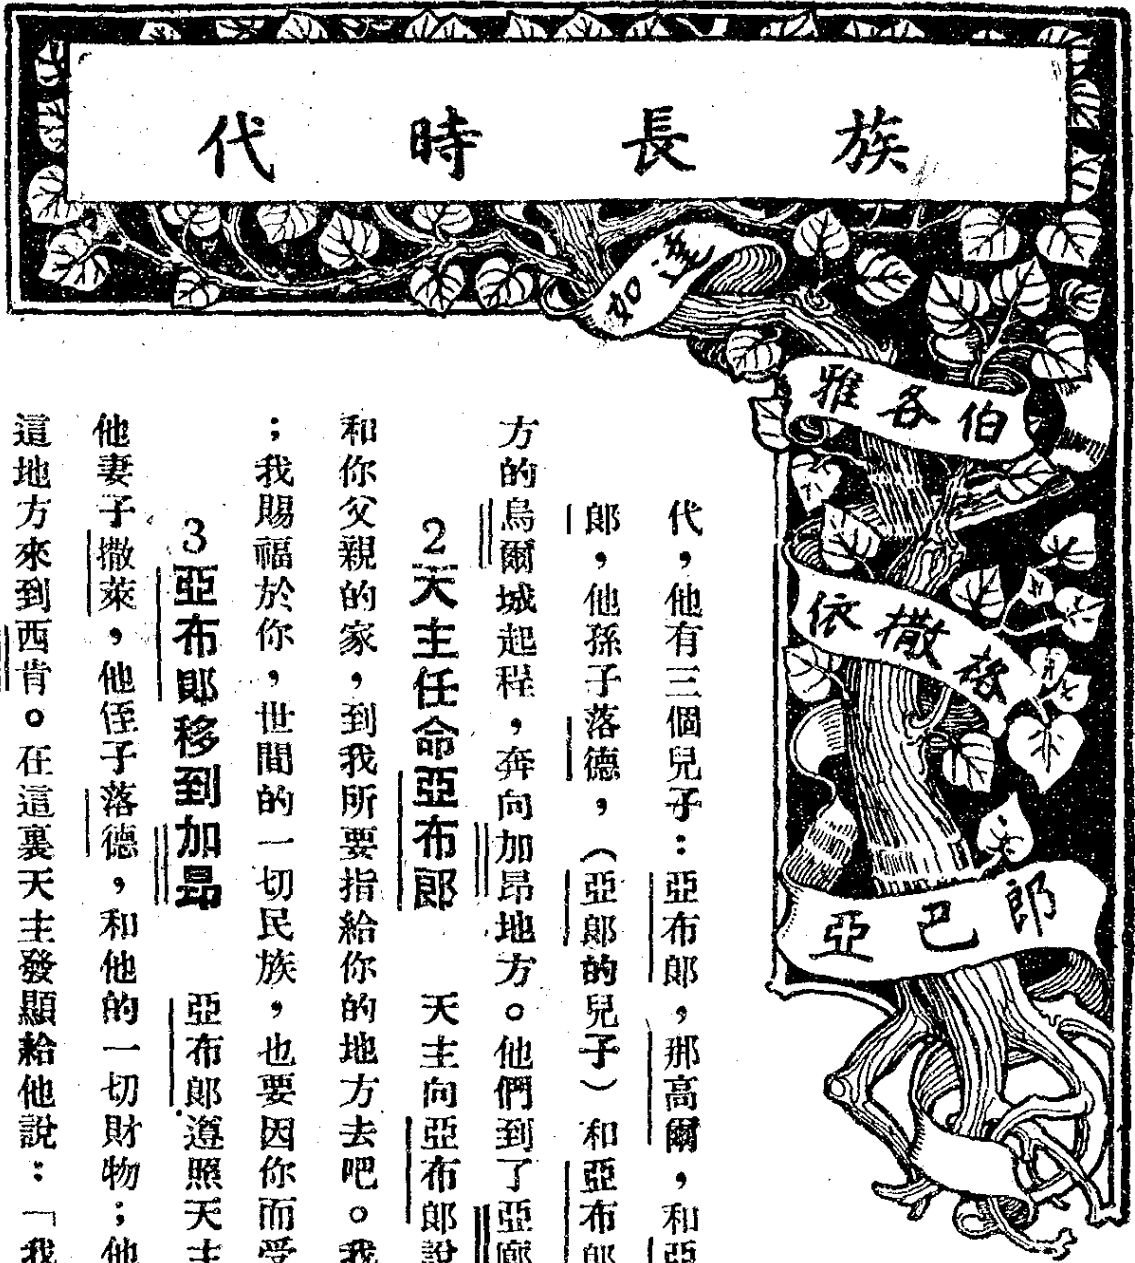 族長時代
達如
雅各伯
依撒格
亞巴郎
代，他有三個兒子：亞布郎，那高爾，和亞
郎，他孫子落德，（亞郎的兒子）和亞布郎
方的烏爾城起程，奔向加昂地方。他們到了亞廊
2天主任命亞布郎　天主向亞布郎說
和你父親的家，到我所要指給你的地方去吧。我
；我賜福於你，世間的一切民族，也要因你而受
3亞布郎移到加昂　亞布郎遵照天主
他妻子撒萊，他侄子落德，和他的一切財物；他
這地方來到西肯。在這裏天主發顯給他說：「我